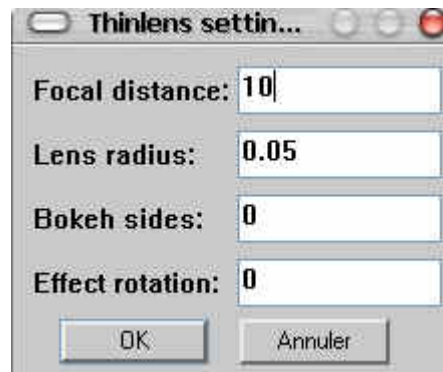 Thinlens settin...
Focal distance: 10
Lens radius: 0.05
Bokeh sides: 0
Effect rotation: 0
OK Annuler